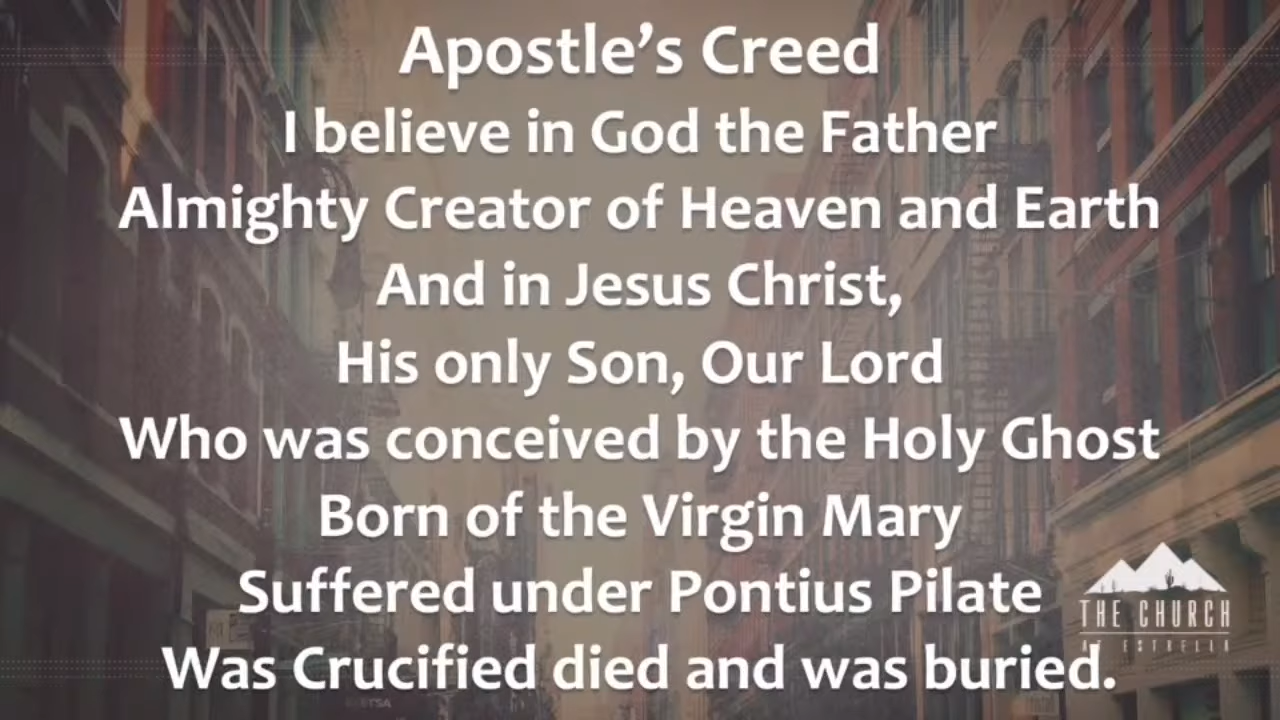 Apostle’s Creed
I believe in God the Father
Almighty Creator of Heaven and Earth
And in Jesus Christ,
His only Son, Our Lord
Who was conceived by the Holy Ghost
Born of the Virgin Mary
Suffered under Pontius Pilate
Was Crucified died and was buried.
THE CHURCH
AT ESTRELLA